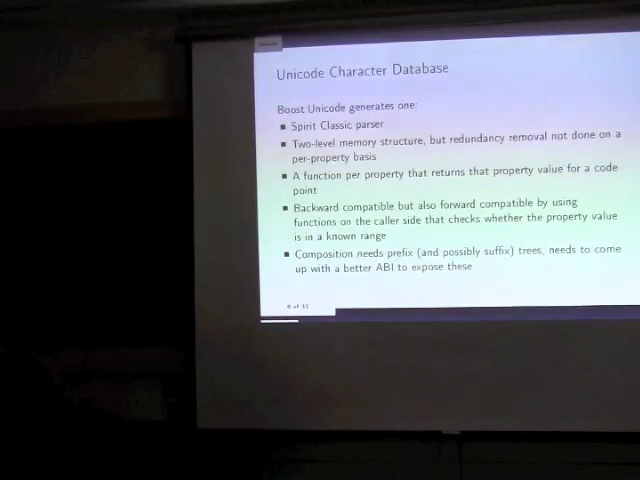 Unicode Character Database
Boost.Unicode generates one:
■ Spirit Classic parser
■ Two-level memory structure, but redundancy removal not done on a
per-property basis
■ A function per property that returns that property value for a code
point
■ Backward compatible but also forward compatible by using
functions on the caller side that checks whether the property value
is in a known range
■ Composition needs prefix (and possibly suffix) trees, needs to come
up with a better ABI to expose these